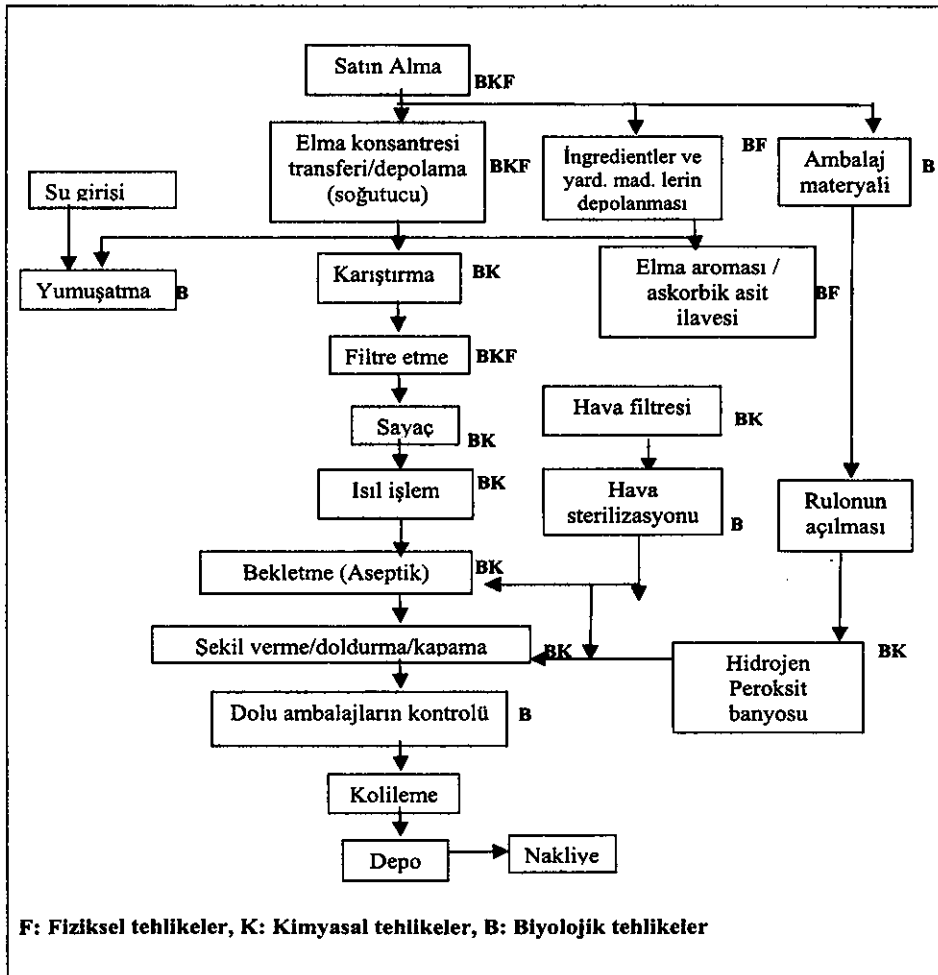 Satın Alma
BKF
Elma konsantresi
transferi/depolama
(soğutucu)
BKF
İngredientler ve
yard. mad. lerin
depolanması
BF
Ambalaj
materyali
B
Su girişi
Yumuşatma
B
Karıştırma
BK
Elma aroması /
askorbik asit
ilavesi
BF
Filtre etme
BKF
Hava filtresi
BK
Sayaç
BK
Isıl işlem
BK
Hava
sterilizasyonu
B
Rulonun
açılması
Bekletme (Aseptik)
BK
Şekil verme/doldurma/kapama
BK
Hidrojen
Peroksit
banyosu
BK
Dolu ambalajların kontrolü
B
Kolileme
Depo
Nakliye
F: Fiziksel tehlikeler, K: Kimyasal tehlikeler, B: Biyolojik tehlikeler